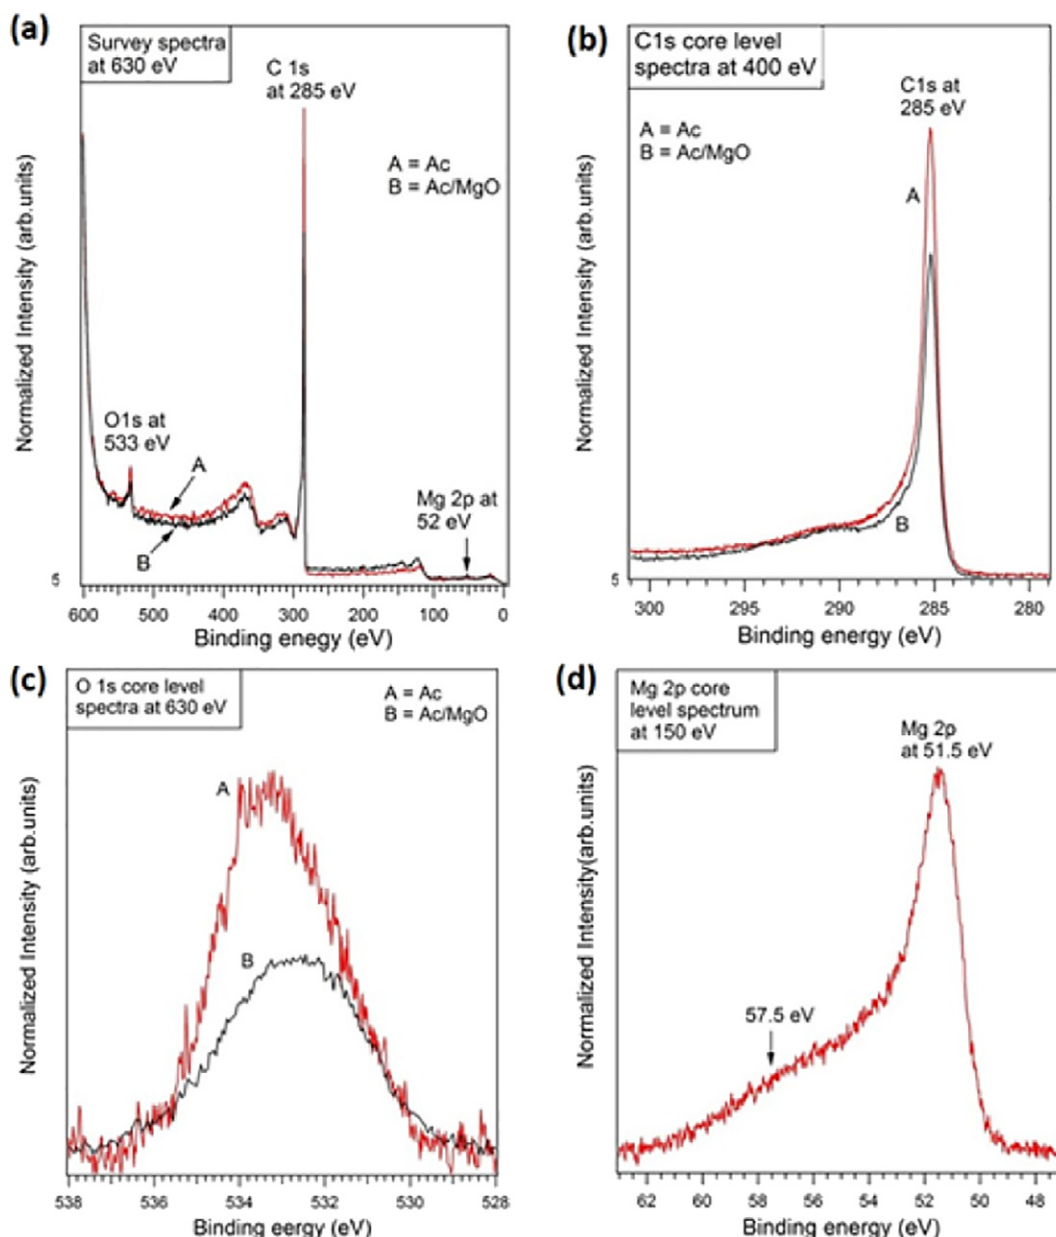 (a)
Survey spectra
at 630 eV
C 1s
at 285 eV
A = Ac
B = Ac/MgO
O1s at
533 eV
A
B
Mg 2p at
52 eV
Normalized Intensity (arb.units)
5
600 500 400 300 200 100 0
Binding enegy (eV)
(b)
C1s core level
spectra at 400 eV
C1s at
285 eV
A = Ac
B = Ac/MgO
A
B
Normalized Intensity (arb.units)
5
300 295 290 285 280
Binding energy (eV)
(c)
O 1s core level
spectra at 630 eV
A = Ac
B = Ac/MgO
A
B
Normalized Intensity (arb.units)
538 536 534 532 530 528
Binding eergy (eV)
(d)
Mg 2p core
level spectrum
at 150 eV
Mg 2p
at 51.5 eV
57.5 eV
Normalized Intensity(arb.units)
62 60 58 56 54 52 50 48
Binding energy (eV)